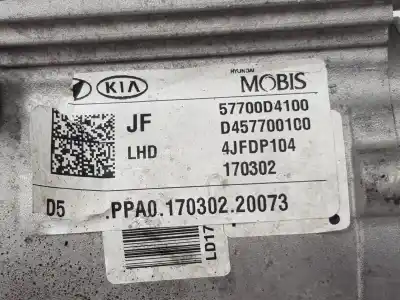 KIA
HYUNDAI
MOBIS
JF
57700D4100
D457700100
LHD
4JFDP104
170302
D5 .PPA0.170302.20073
LD17